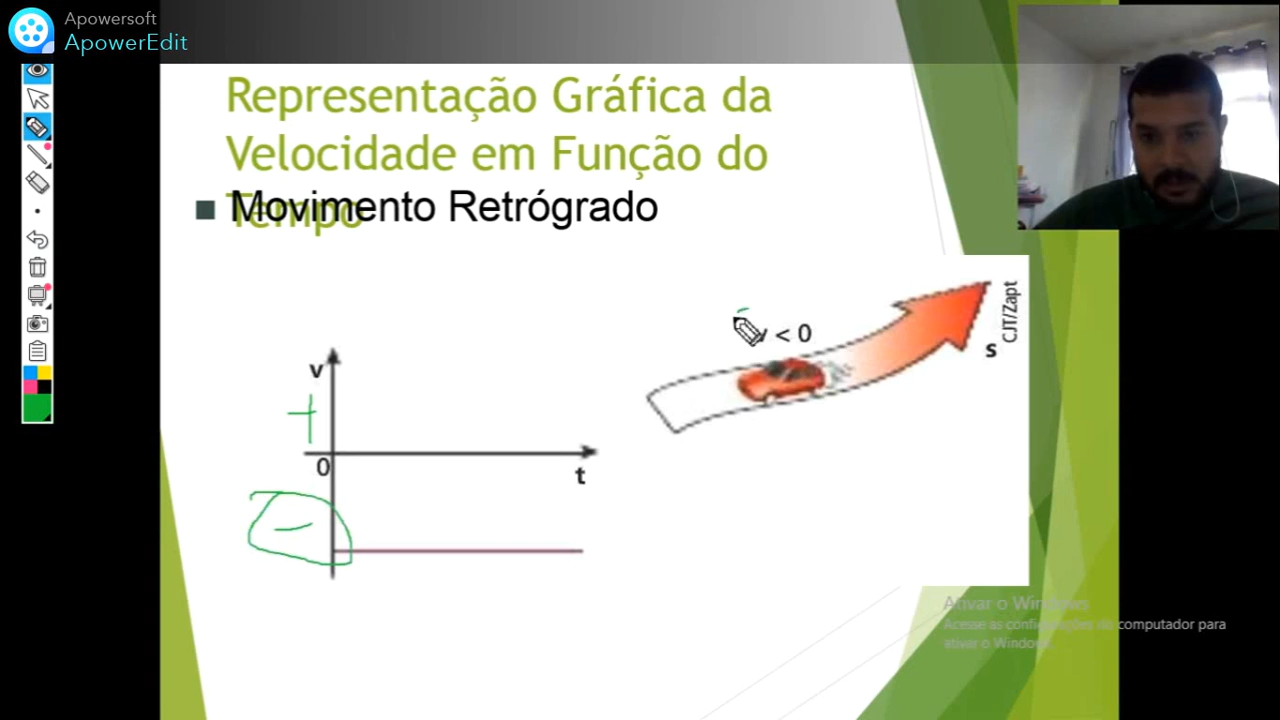 Apowersoft
ApowerEdit
Representação Gráfica da
Velocidade em Função do
Tempo
Movimento Retrógrado
v < 0
CJT/Zapt
s
v
+
0
t
−
Ativar o Windows
Acesse as configurações do computador para
ativar o Windows.